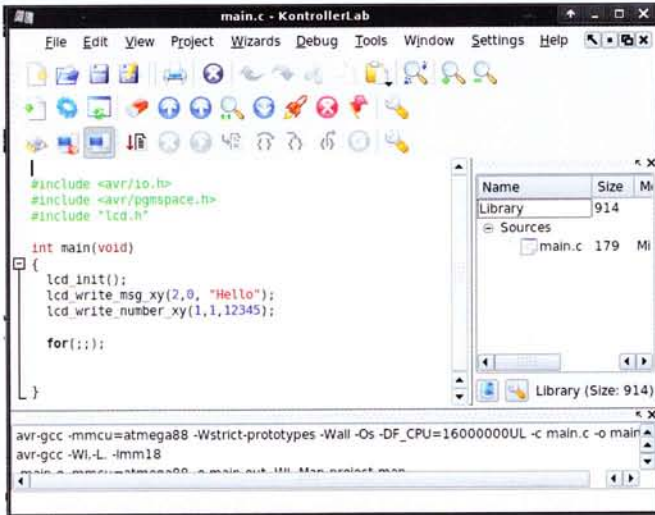 main.c - KontrollerLab
File Edit View Project Wizards Debug Tools Window Settings Help
#include <avr/io.h>
#include <avr/pgmspace.h>
#include "lcd.h"
int main(void)
{
lcd_init();
lcd_write_msg_xy(2,0, "Hello");
lcd_write_number_xy(1,1,12345);
for(;;);
}
Name Size
Library 914
Sources
main.c 179 Mi
Library (Size: 914)
avr-gcc -mmcu=atmega88 -Wstrict-prototypes -Wall -Os -DF_CPU=16000000UL -c main.c -o main
avr-gcc -Wl,-L. -lmm18